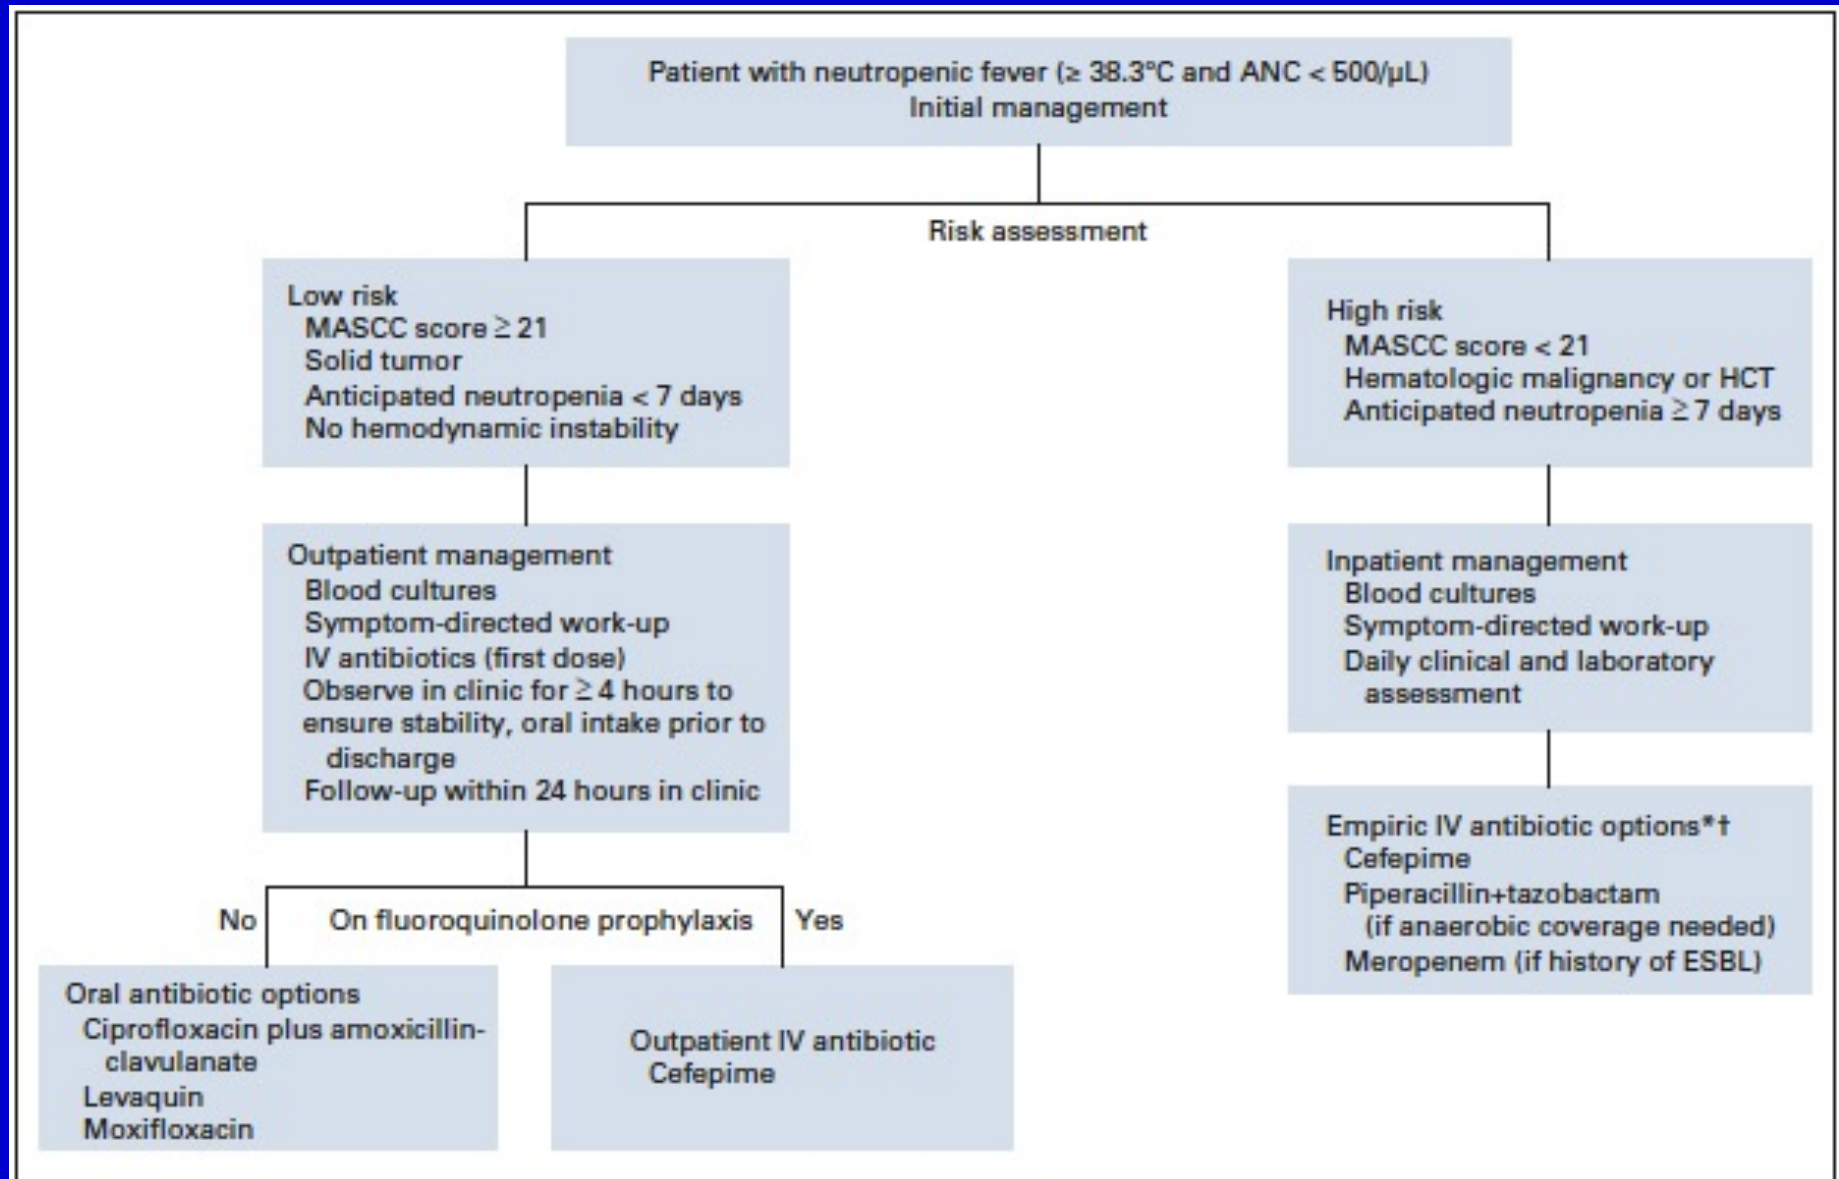 Patient with neutropenic fever (≥ 38.3°C and ANC < 500/µL)
Initial management
Risk assessment
Low risk
MASCC score ≥ 21
Solid tumor
Anticipated neutropenia < 7 days
No hemodynamic instability
High risk
MASCC score < 21
Hematologic malignancy or HCT
Anticipated neutropenia ≥ 7 days
Outpatient management
Blood cultures
Symptom-directed work-up
IV antibiotics (first dose)
Observe in clinic for ≥ 4 hours to
ensure stability, oral intake prior to
discharge
Follow-up within 24 hours in clinic
Inpatient management
Blood cultures
Symptom-directed work-up
Daily clinical and laboratory
assessment
Empiric IV antibiotic options*†
Cefepime
Piperacillin+tazobactam
(if anaerobic coverage needed)
Meropenem (if history of ESBL)
No On fluoroquinolone prophylaxis Yes
Oral antibiotic options
Ciprofloxacin plus amoxicillin-
clavulanate
Levaquin
Moxifloxacin
Outpatient IV antibiotic
Cefepime